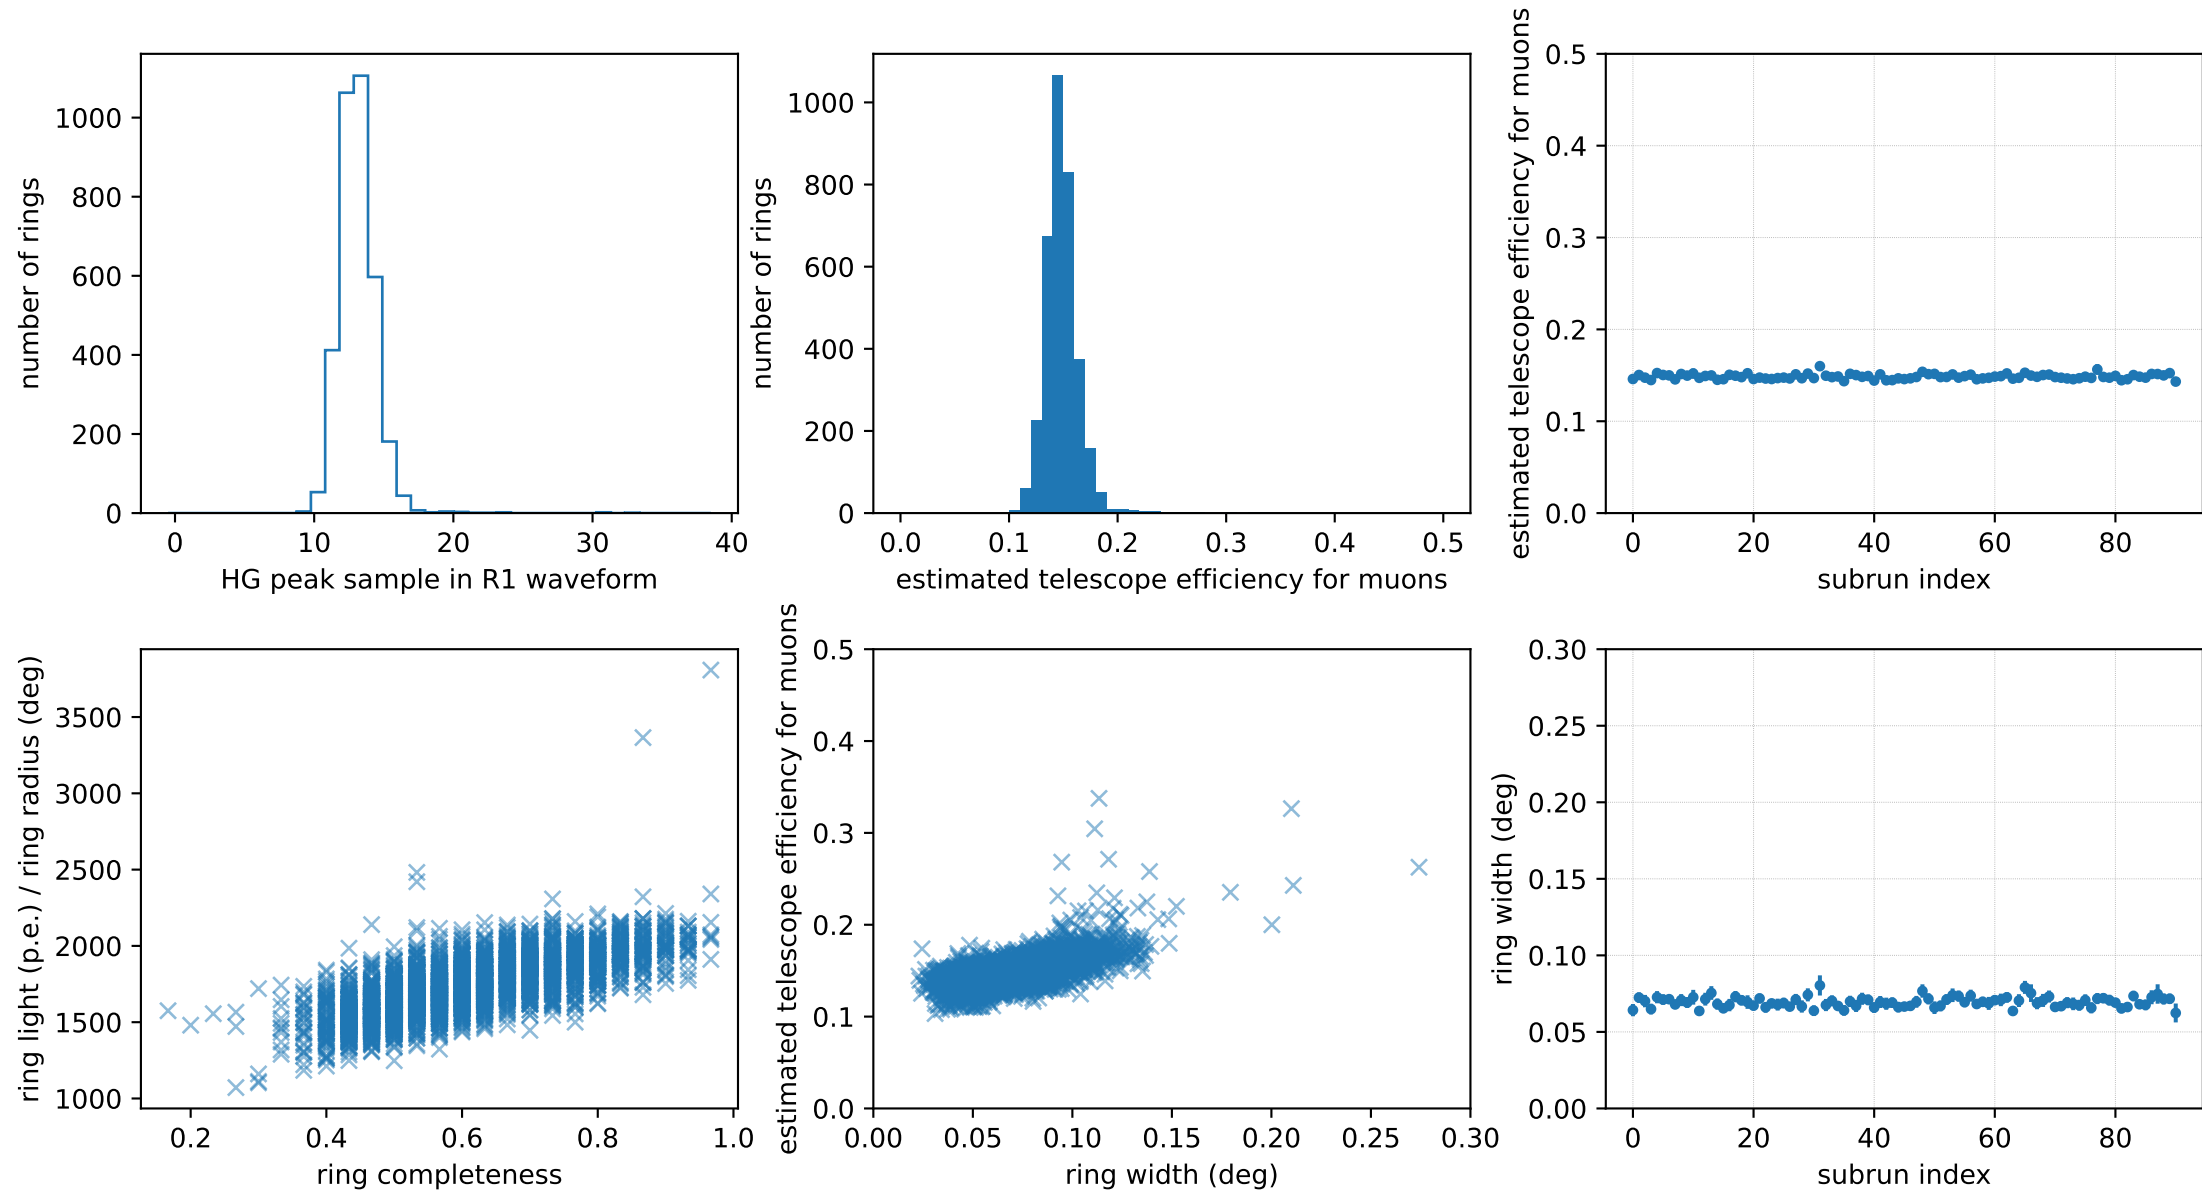 number of rings
1000
800
600
400
200
0
0 10 20 30 40
HG peak sample in R1 waveform
number of rings
1000
800
600
400
200
0
0.0 0.1 0.2 0.3 0.4 0.5
estimated telescope efficiency for muons
estimated telescope efficiency for muons
0.5
0.4
0.3
0.2
0.1
0.0
0 20 40 60 80
subrun index
ring light (p.e.) / ring radius (deg)
3500
3000
2500
2000
1500
1000
0.2 0.4 0.6 0.8 1.0
ring completeness
estimated telescope efficiency for muons
0.5
0.4
0.3
0.2
0.1
0.0
0.00 0.05 0.10 0.15 0.20 0.25 0.30
ring width (deg)
ring width (deg)
0.30
0.25
0.20
0.15
0.10
0.05
0.00
0 20 40 60 80
subrun index